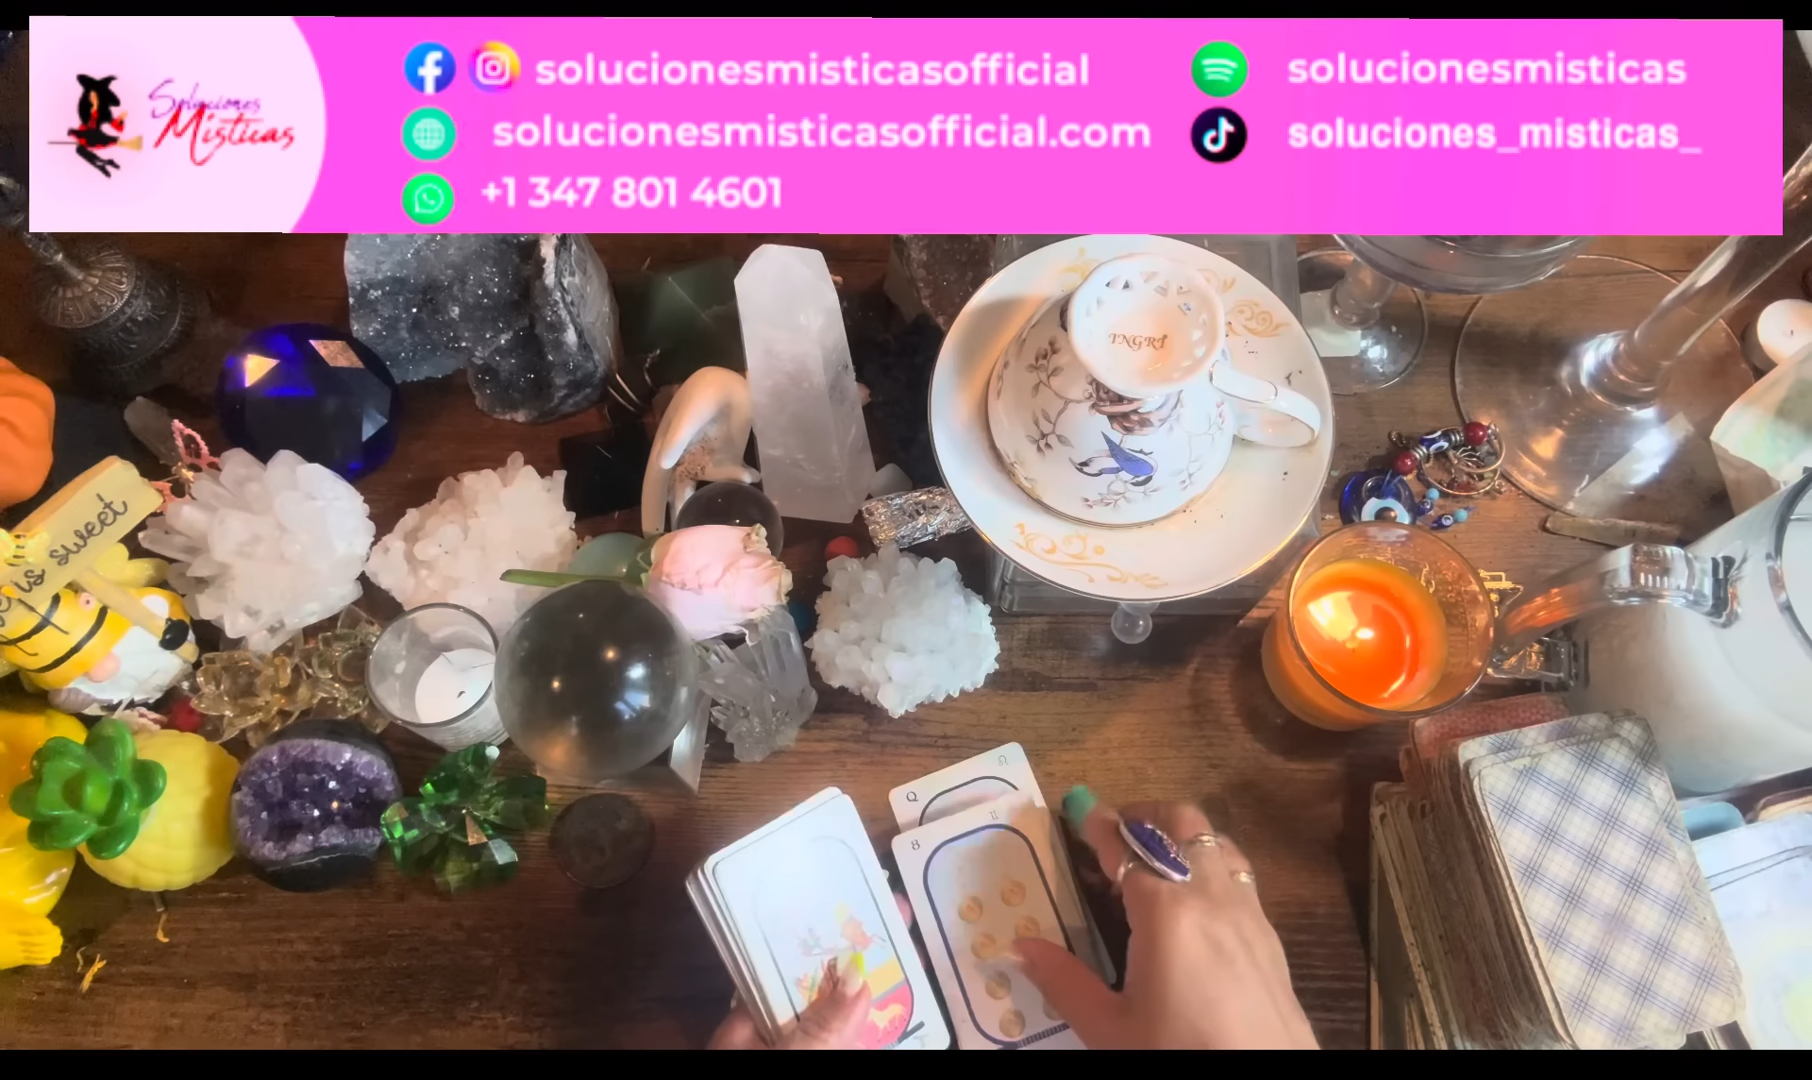 Soluciones
Misticas
solucionesmisticasofficial
solucionesmisticasofficial.com
+1 347 801 4601
solucionesmisticas
soluciones_misticas_
INGRI
is sweet
Q
8